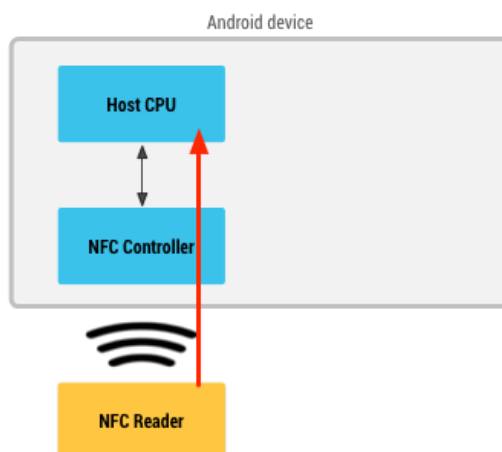 Android device
Host CPU
NFC Controller
NFC Reader